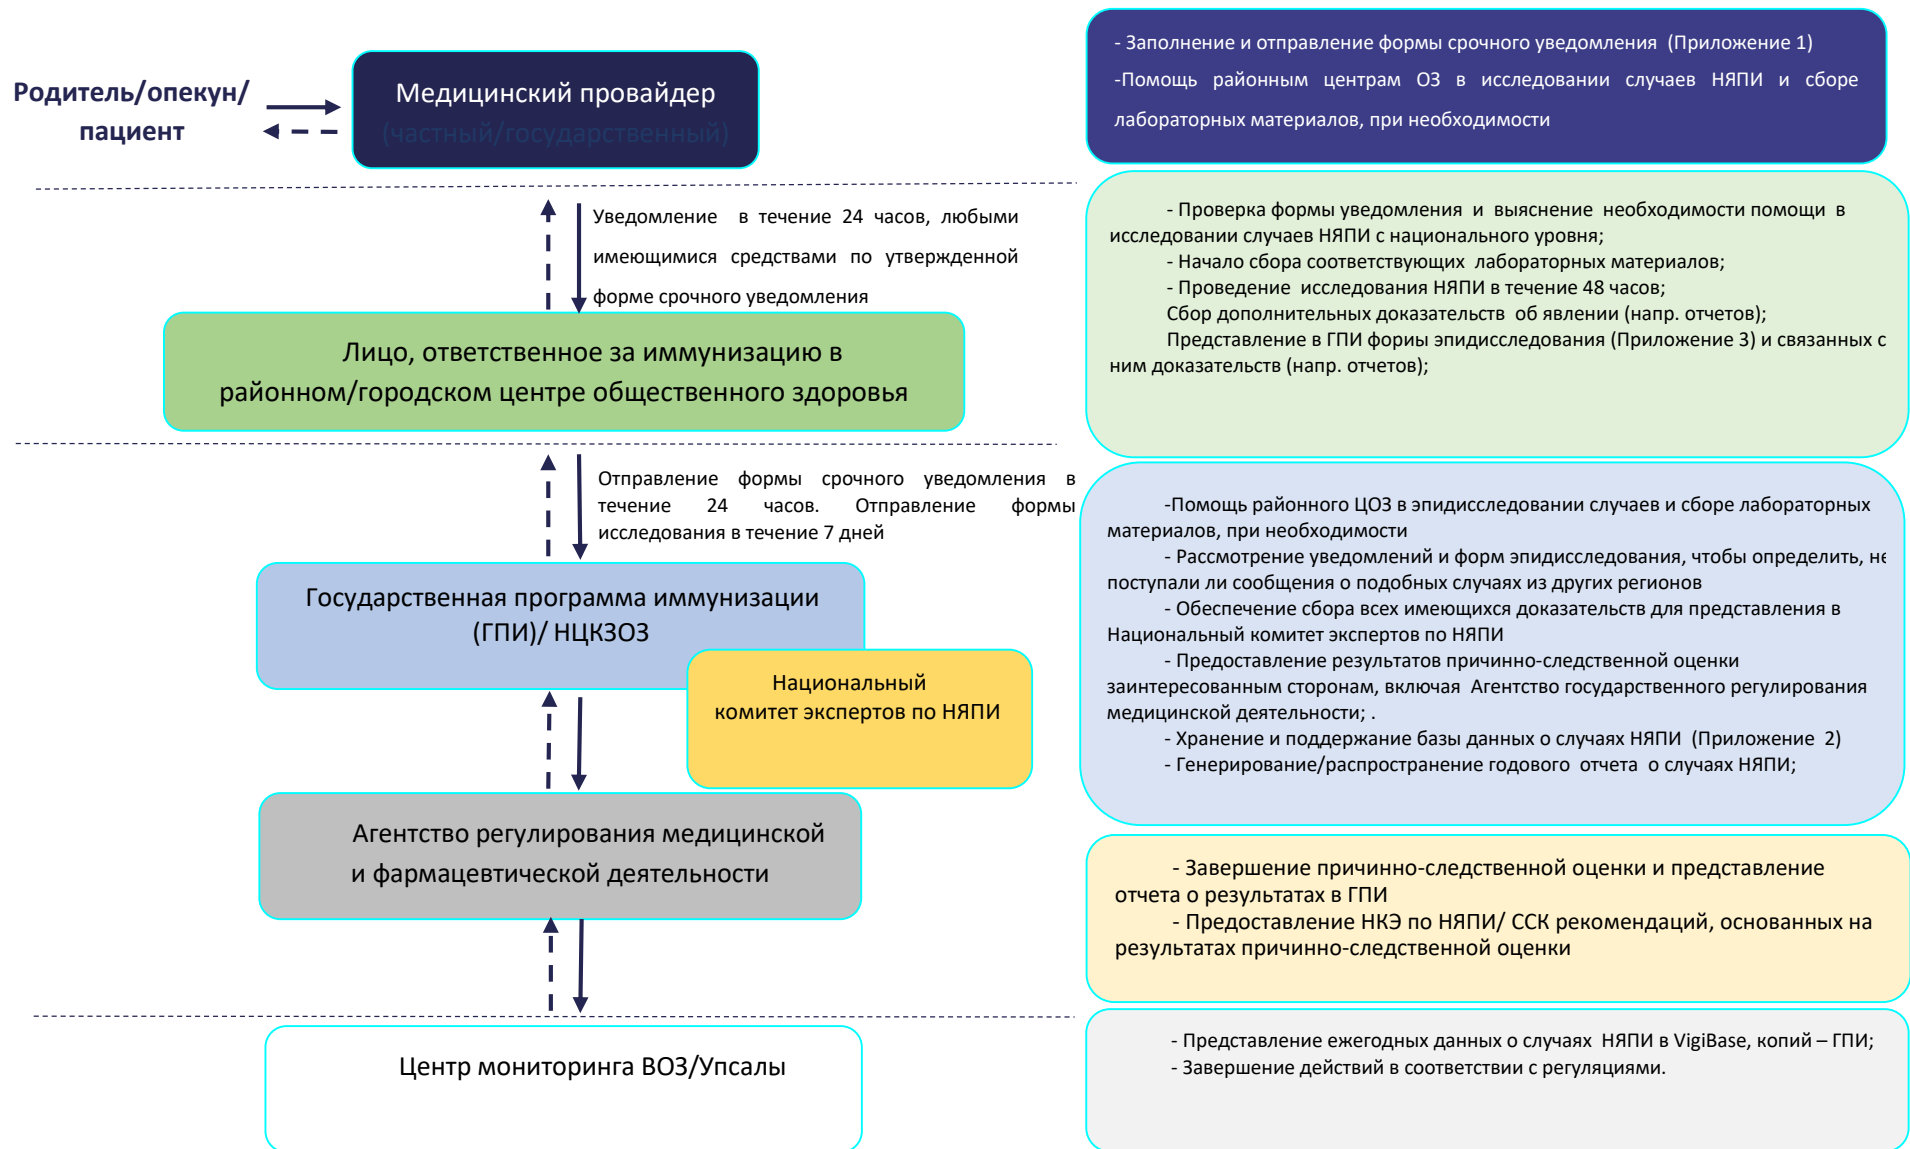 Родитель/опекун/
пациент
Медицинский провайдер
(частный/государственный)
- Заполнение и отправление формы срочного уведомления (Приложение 1)
-Помощь районным центрам ОЗ в исследовании случаев НЯПИ и сборе
лабораторных материалов, при необходимости
Уведомление в течение 24 часов, любыми
имеющимися средствами по утвержденной
форме срочного уведомления
Лицо, ответственное за иммунизацию в
районном/городском центре общественного здоровья
- Проверка формы уведомления и выяснение необходимости помощи в
исследовании случаев НЯПИ с национального уровня;
- Начало сбора соответствующих лабораторных материалов;
- Проведение исследования НЯПИ в течение 48 часов;
Сбор дополнительных доказательств об явлении (напр. отчетов);
Представление в ГПИ фориы эпидисследования (Приложение 3) и связанных с
ним доказательств (напр. отчетов);
Отправление формы срочного уведомления в
течение 24 часов. Отправление формы
исследования в течение 7 дней
Государственная программа иммунизации
(ГПИ)/ НЦКЗОЗ
Национальный
комитет экспертов по НЯПИ
-Помощь районного ЦОЗ в эпидисследовании случаев и сборе лабораторных
материалов, при необходимости
- Рассмотрение уведомлений и форм эпидисследования, чтобы определить, не
поступали ли сообщения о подобных случаях из других регионов
- Обеспечение сбора всех имеющихся доказательств для представления в
Национальный комитет экспертов по НЯПИ
- Предоставление результатов причинно-следственной оценки
заинтересованным сторонам, включая Агентство государственного регулирования
медицинской деятельности; .
- Хранение и поддержание базы данных о случаях НЯПИ (Приложение 2)
- Генерирование/распространение годового отчета о случаях НЯПИ;
Агентство регулирования медицинской
и фармацевтической деятельности
- Завершение причинно-следственной оценки и представление
отчета о результатах в ГПИ
- Предоставление НКЭ по НЯПИ/ ССК рекомендаций, основанных на
результатах причинно-следственной оценки
Центр мониторинга ВОЗ/Упсалы
- Представление ежегодных данных о случаях НЯПИ в VigiBase, копий – ГПИ;
- Завершение действий в соответствии с регуляциями.